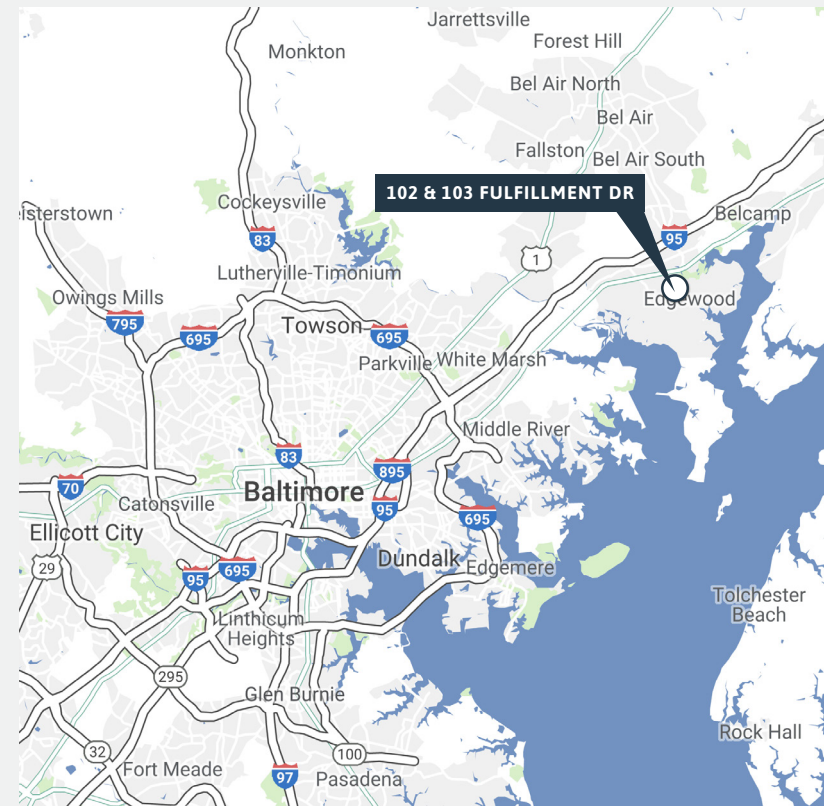 Jarrettsville
Forest Hill
Monkton
Bel Air North
Bel Air
Fallston
Bel Air South
102 & 103 FULFILLMENT DR
Cockeysville
eisterstown
Belcamp
83
95
1
Lutherville-Timonium
Owings Mills
Edgewood
795
695
Towson
695
Parkville
White Marsh
Middle River
83
895
70
Baltimore
95
Catonsville
695
Ellicott City
Dundalk
Edgemere
29
95
695
Tolchester
Beach
Linthicum
Heights
295
Glen Burnie
Rock Hall
32
100
Fort Meade
97
Pasadena